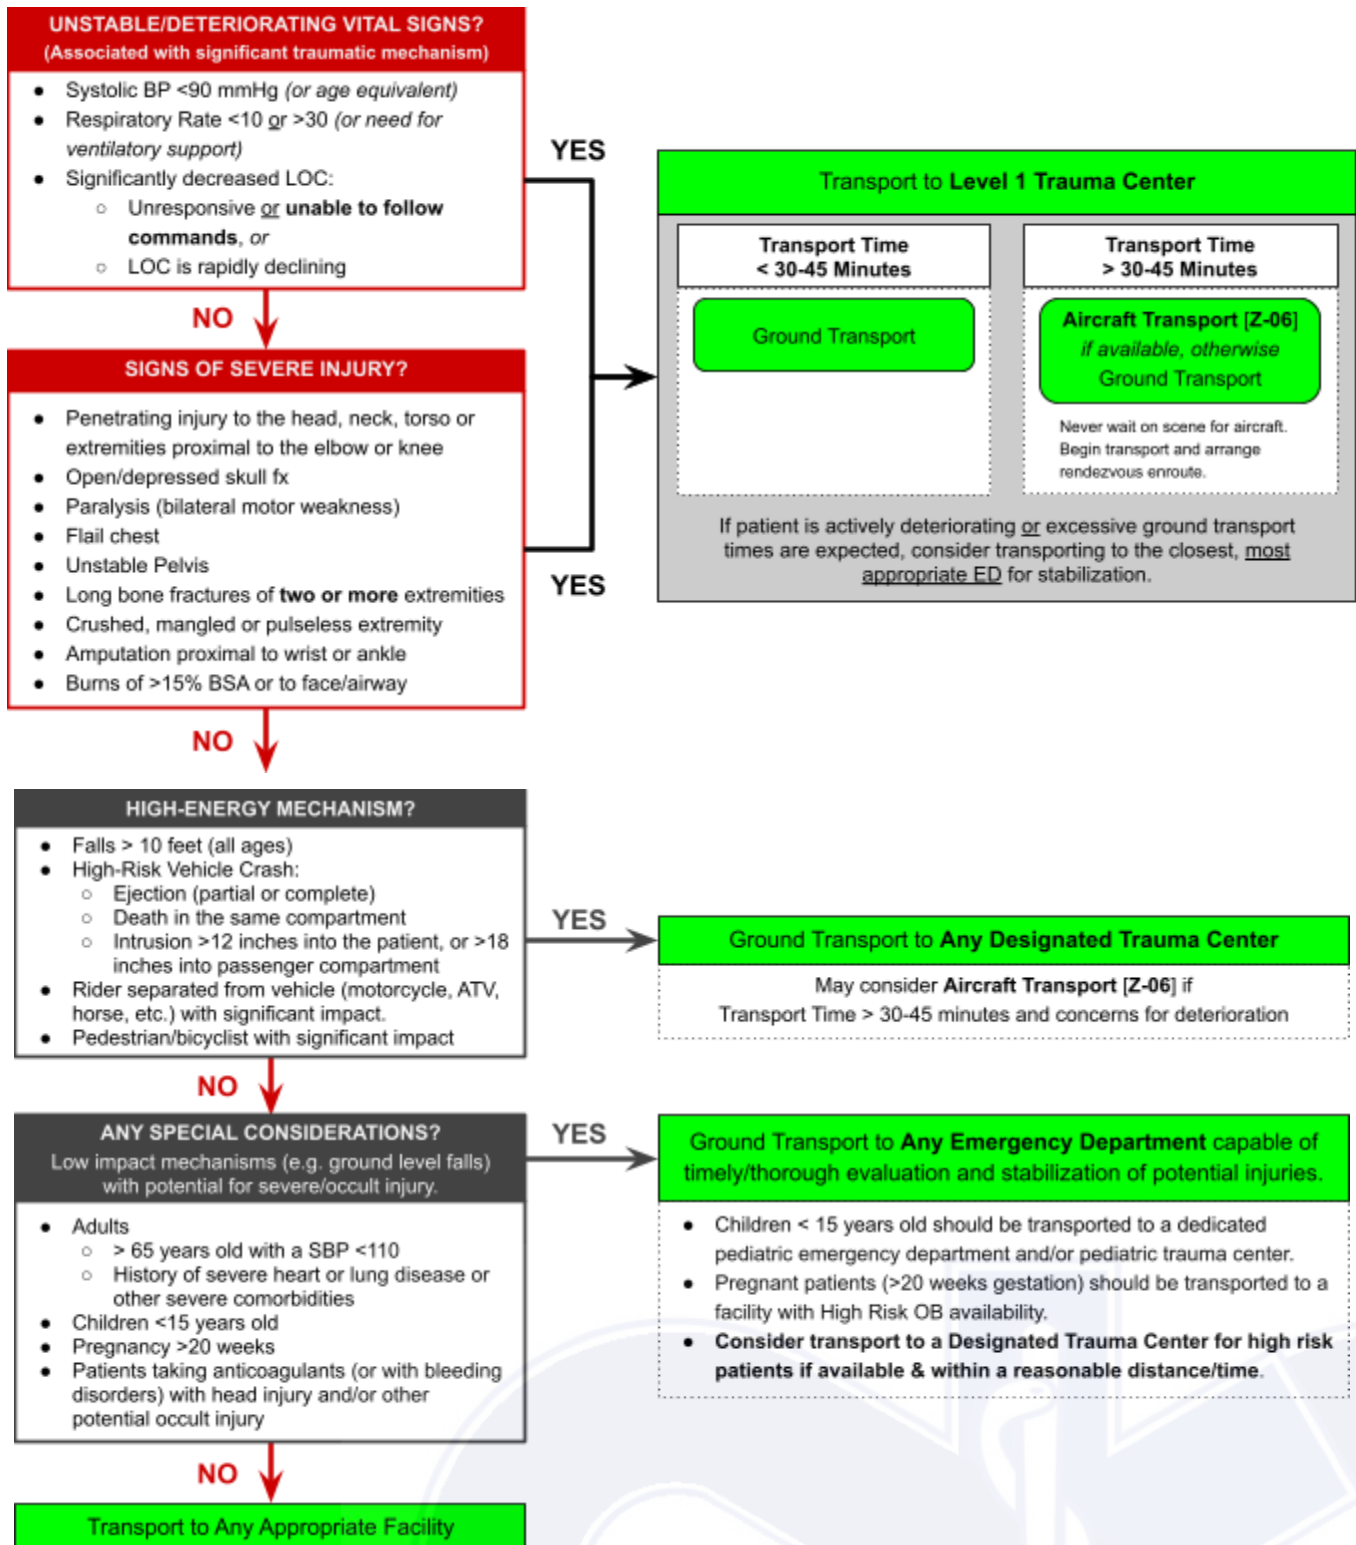 UNSTABLE/DETERIORATING VITAL SIGNS?
(Associated with significant traumatic mechanism)
● Systolic BP <90 mmHg (or age equivalent)
● Respiratory Rate <10 or >30 (or need for
ventilatory support)
● Significantly decreased LOC:
○ Unresponsive or unable to follow
commands, or
○ LOC is rapidly declining
YES
NO
SIGNS OF SEVERE INJURY?
● Penetrating injury to the head, neck, torso or
extremities proximal to the elbow or knee
● Open/depressed skull fx
● Paralysis (bilateral motor weakness)
● Flail chest
● Unstable Pelvis
● Long bone fractures of two or more extremities
● Crushed, mangled or pulseless extremity
● Amputation proximal to wrist or ankle
● Burns of >15% BSA or to face/airway
YES
NO
Transport to Level 1 Trauma Center
Transport Time
< 30-45 Minutes
Ground Transport
Transport Time
> 30-45 Minutes
Aircraft Transport [Z-06]
if available, otherwise
Ground Transport
Never wait on scene for aircraft.
Begin transport and arrange
rendezvous enroute.
If patient is actively deteriorating or excessive ground transport
times are expected, consider transporting to the closest, most
appropriate ED for stabilization.
HIGH-ENERGY MECHANISM?
● Falls > 10 feet (all ages)
● High-Risk Vehicle Crash:
○ Ejection (partial or complete)
○ Death in the same compartment
○ Intrusion >12 inches into the patient, or >18
inches into passenger compartment
● Rider separated from vehicle (motorcycle, ATV,
horse, etc.) with significant impact.
● Pedestrian/bicyclist with significant impact
YES
Ground Transport to Any Designated Trauma Center
May consider Aircraft Transport [Z-06] if
Transport Time > 30-45 minutes and concerns for deterioration
NO
ANY SPECIAL CONSIDERATIONS?
Low impact mechanisms (e.g. ground level falls)
with potential for severe/occult injury.
● Adults
○ > 65 years old with a SBP <110
○ History of severe heart or lung disease or
other severe comorbidities
● Children <15 years old
● Pregnancy >20 weeks
● Patients taking anticoagulants (or with bleeding
disorders) with head injury and/or other
potential occult injury
YES
Ground Transport to Any Emergency Department capable of
timely/thorough evaluation and stabilization of potential injuries.
● Children < 15 years old should be transported to a dedicated
pediatric emergency department and/or pediatric trauma center.
● Pregnant patients (>20 weeks gestation) should be transported to a
facility with High Risk OB availability.
● Consider transport to a Designated Trauma Center for high risk
patients if available & within a reasonable distance/time.
NO
Transport to Any Appropriate Facility